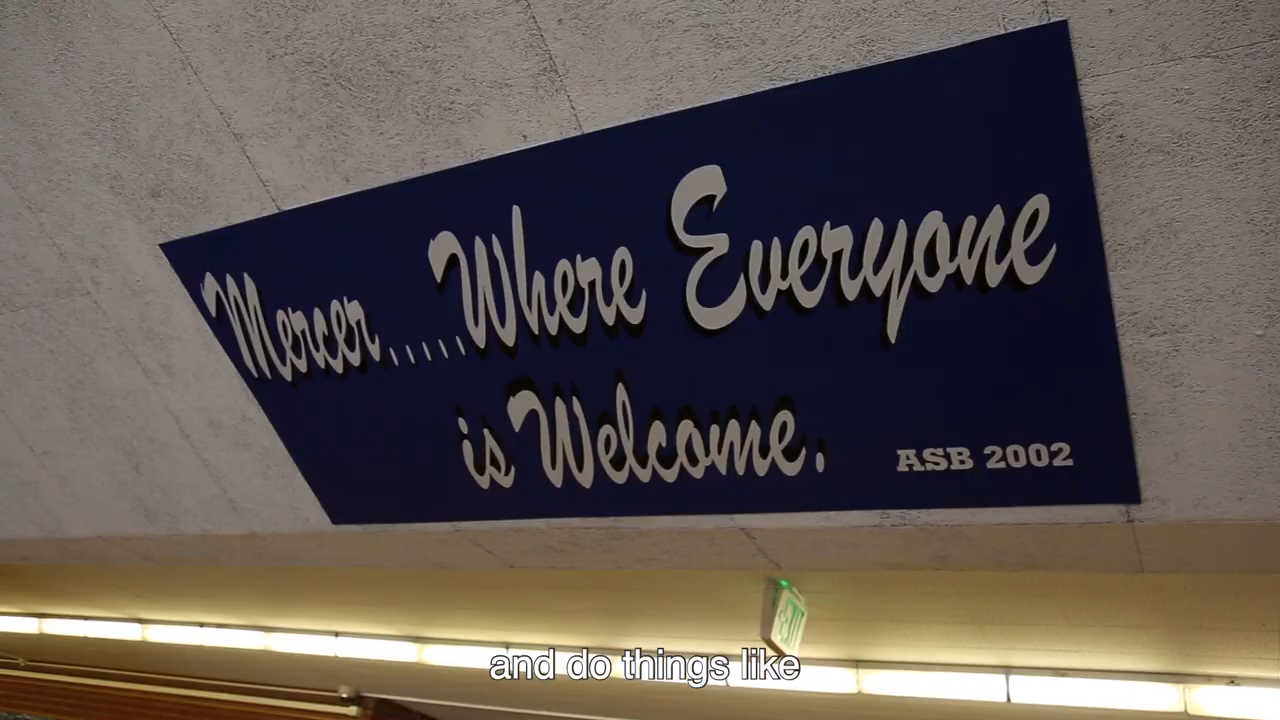 Mercer.....Where Everyone
is Welcome.
ASB 2002
EXIT
and do things like